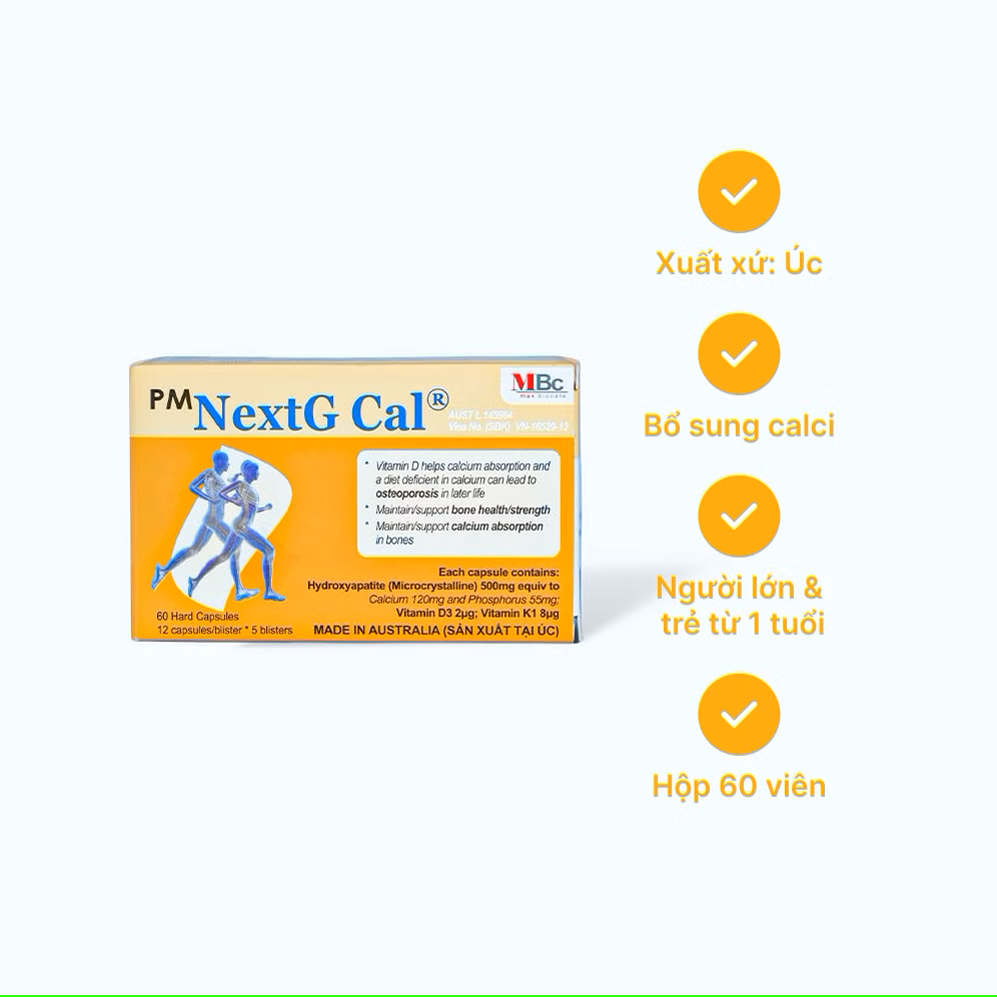 PM NextG Cal®
MBc
max biocare
AUST L 149964
Visa No. (SĐK): VN-16529-13
• Vitamin D helps calcium absorption and
a diet deficient in calcium can lead to
osteoporosis in later life
• Maintain/support bone health/strength
• Maintain/support calcium absorption
in bones
Each capsule contains:
Hydroxyapatite (Microcrystalline) 500mg equiv to
Calcium 120mg and Phosphorus 55mg;
Vitamin D3 2µg; Vitamin K1 8µg
60 Hard Capsules
12 capsules/blister * 5 blisters
MADE IN AUSTRALIA (SẢN XUẤT TẠI ÚC)
Xuất xứ: Úc
Bổ sung calci
Người lớn &
trẻ từ 1 tuổi
Hộp 60 viên